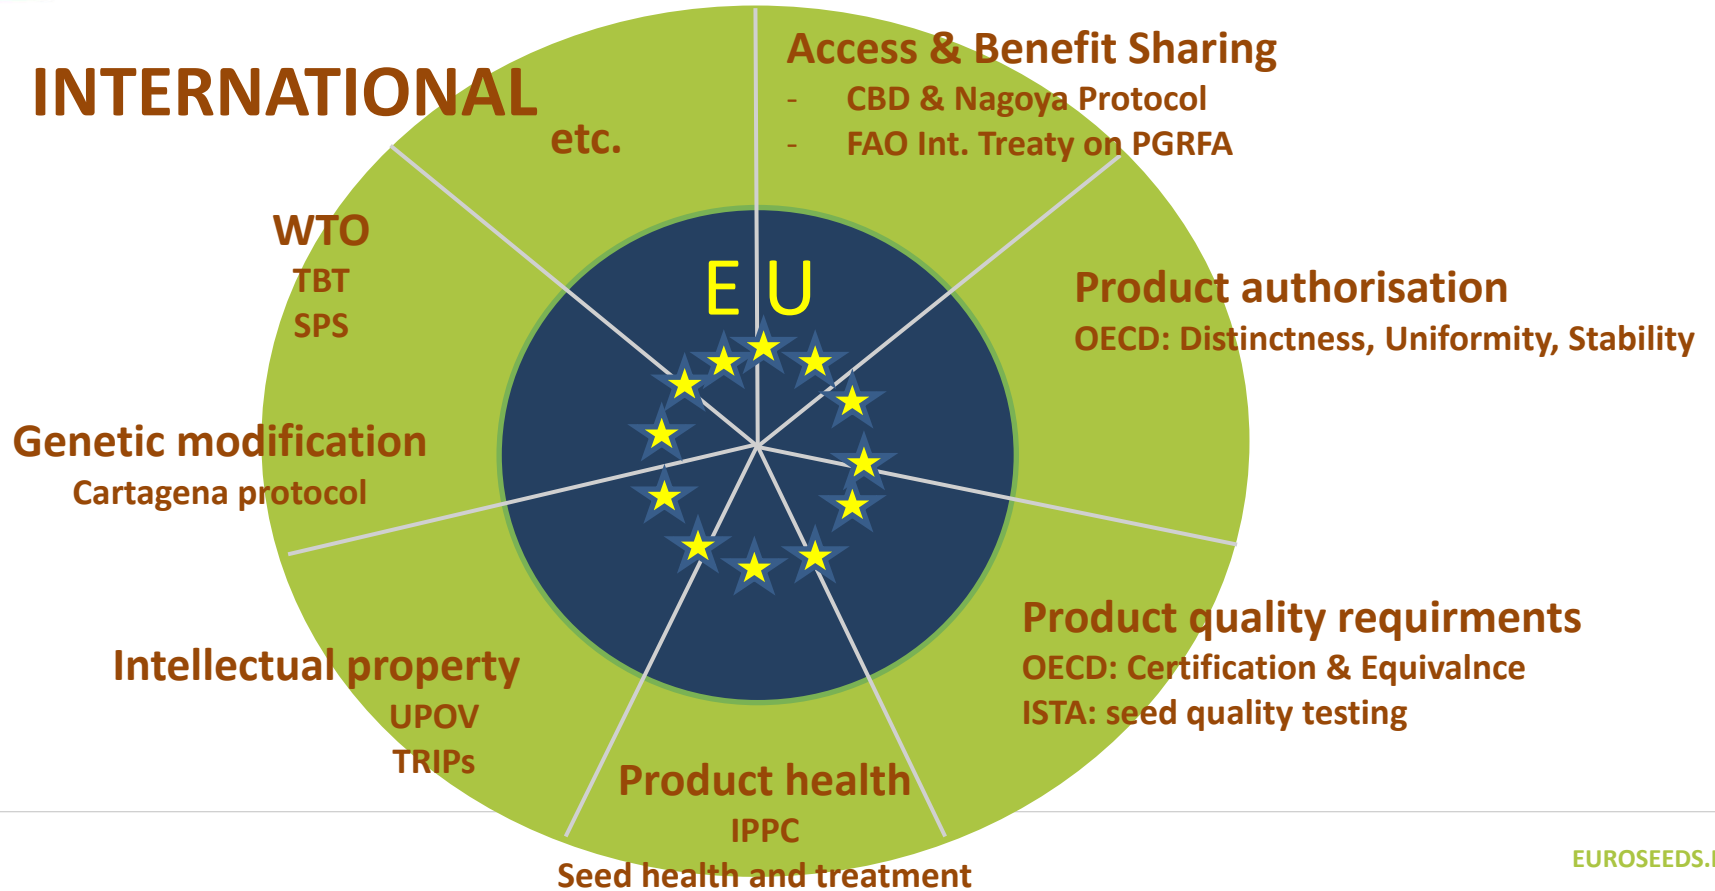 INTERNATIONAL
etc.
Access & Benefit Sharing
- CBD & Nagoya Protocol
- FAO Int. Treaty on PGRFA
WTO
TBT
SPS
E U
Product authorisation
OECD: Distinctness, Uniformity, Stability
Genetic modification
Cartagena protocol
Product quality requirments
OECD: Certification & Equivalnce
ISTA: seed quality testing
Intellectual property
UPOV
TRIPs
Product health
IPPC
Seed health and treatment
EUROSEEDS.